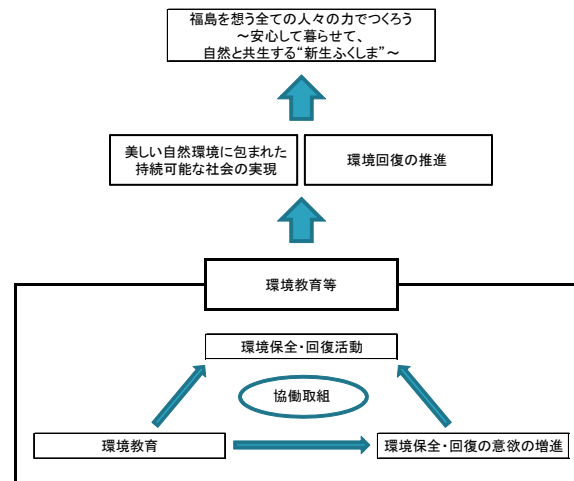 福島を想う全ての人々の力でつくろう
～安心して暮らせて、
自然と共生する“新生ふくしま”～
美しい自然環境に包まれた
持続可能な社会の実現
環境回復の推進
環境教育等
環境保全・回復活動
協働取組
環境教育
環境保全・回復の意欲の増進